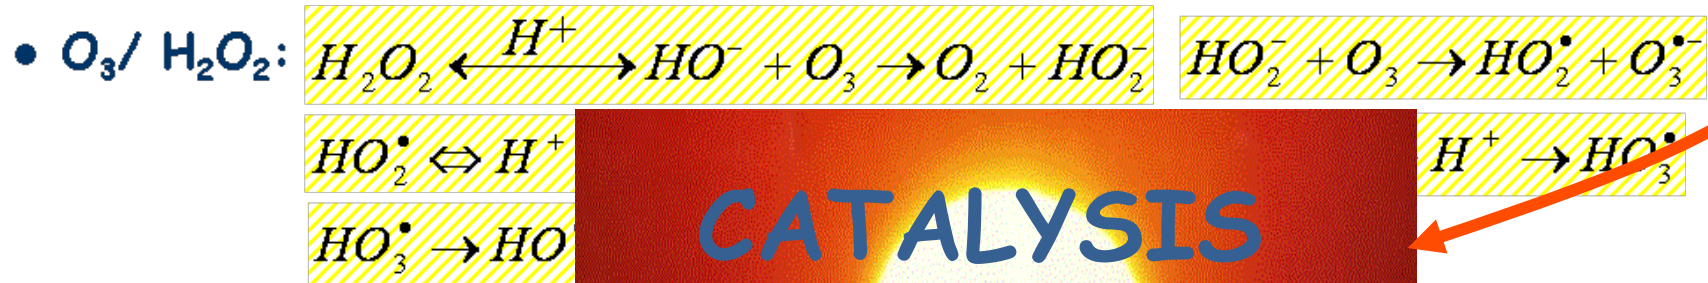 • O₃/ H₂O₂: H₂O₂ ⟷(H⁺) HO⁻ + O₃ → O₂ + HO₂⁻ HO₂⁻ + O₃ → HO₂• + O₃•⁻
HO₂• ⇔ H⁺ H⁺ → HO₃•
HO₃• → HO
CATALYSIS